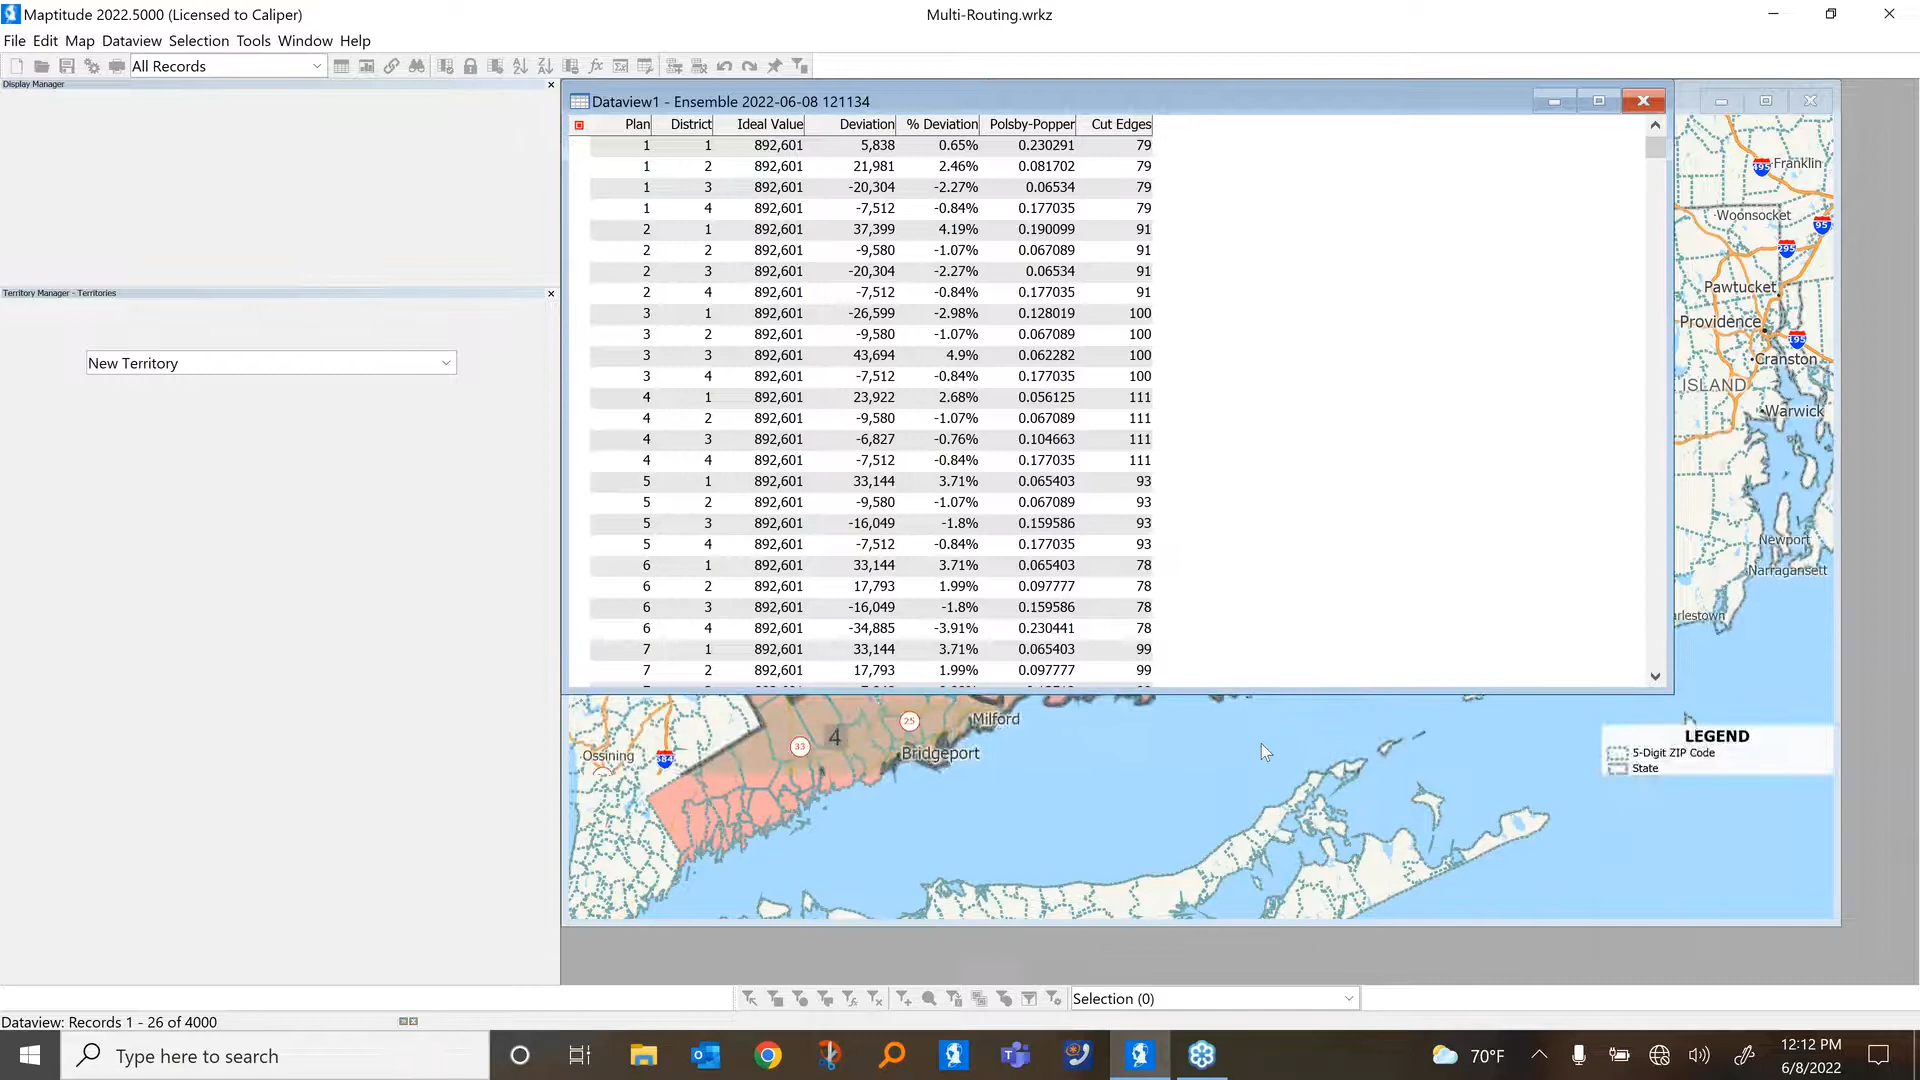 Maptitude 2022.5000 (Licensed to Caliper)
Multi-Routing.wrkz
File Edit Map Dataview Selection Tools Window Help
All Records
Display Manager
Dataview1 - Ensemble 2022-06-08 121134
Plan District Ideal Value Deviation % Deviation Polsby-Popper Cut Edges
1 1 892,601 5,838 0.65% 0.230291 79
1 2 892,601 21,981 2.46% 0.081702 79
1 3 892,601 -20,304 -2.27% 0.06534 79
1 4 892,601 -7,512 -0.84% 0.177035 79
2 1 892,601 37,399 4.19% 0.190099 91
2 2 892,601 -9,580 -1.07% 0.067089 91
2 3 892,601 -20,304 -2.27% 0.06534 91
2 4 892,601 -7,512 -0.84% 0.177035 91
3 1 892,601 -26,599 -2.98% 0.128019 100
3 2 892,601 -9,580 -1.07% 0.067089 100
3 3 892,601 43,694 4.9% 0.062282 100
3 4 892,601 -7,512 -0.84% 0.177035 100
4 1 892,601 23,922 2.68% 0.056125 111
4 2 892,601 -9,580 -1.07% 0.067089 111
4 3 892,601 -6,827 -0.76% 0.104663 111
4 4 892,601 -7,512 -0.84% 0.177035 111
5 1 892,601 33,144 3.71% 0.065403 93
5 2 892,601 -9,580 -1.07% 0.067089 93
5 3 892,601 -16,049 -1.8% 0.159586 93
5 4 892,601 -7,512 -0.84% 0.177035 93
6 1 892,601 33,144 3.71% 0.065403 78
6 2 892,601 17,793 1.99% 0.097777 78
6 3 892,601 -16,049 -1.8% 0.159586 78
6 4 892,601 -34,885 -3.91% 0.230441 78
7 1 892,601 33,144 3.71% 0.065403 99
7 2 892,601 17,793 1.99% 0.097777 99
Territory Manager - Territories
New Territory
495
Franklin
Woonsocket
95
295
Pawtucket
Providence
195
Cranston
ISLAND
Warwick
Newport
Narragansett
rlestown
25
Milford
33
4
Bridgeport
Ossining
684
LEGEND
5-Digit ZIP Code
State
Selection (0)
Dataview: Records 1 - 26 of 4000
Type here to search
70°F
12:12 PM
6/8/2022